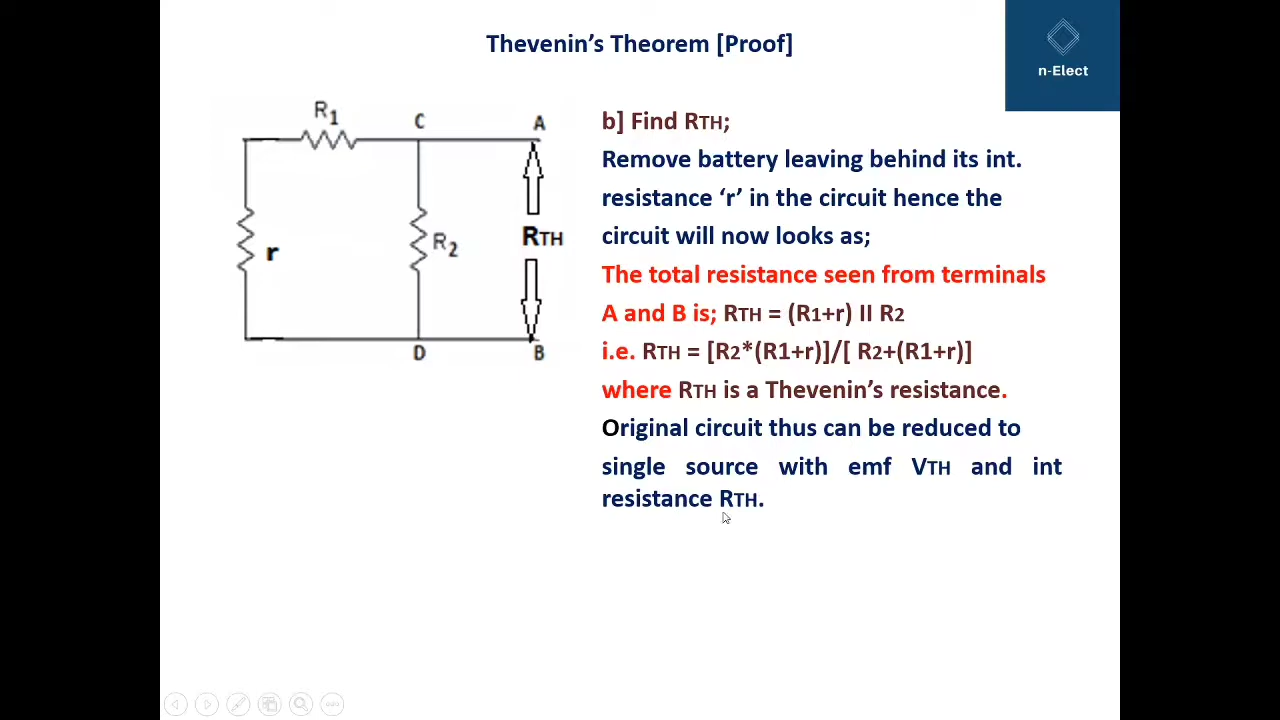 Thevenin's Theorem [Proof]
n-Elect
R1
C
A
r
R2
RTH
D
B
b] Find RTH;
Remove battery leaving behind its int.
resistance ‘r’ in the circuit hence the
circuit will now looks as;
The total resistance seen from terminals
A and B is; RTH = (R1+r) II R2
i.e. RTH = [R2*(R1+r)]/[ R2+(R1+r)]
where RTH is a Thevenin's resistance.
Original circuit thus can be reduced to
single source with emf VTH and int
resistance RTH.